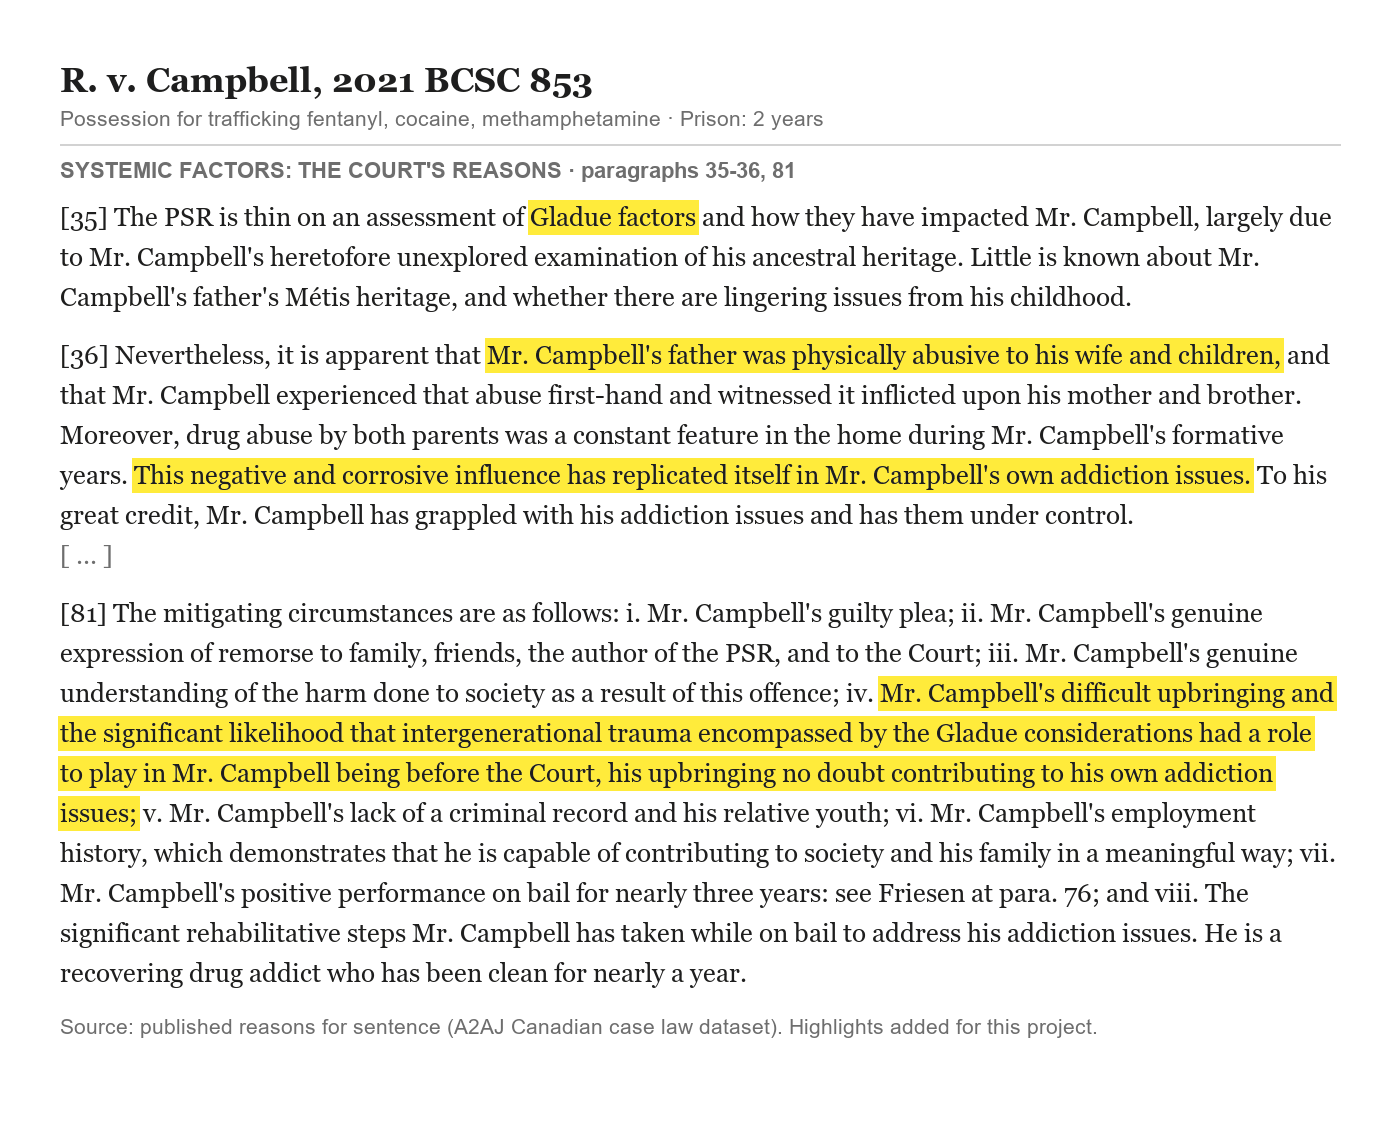 R. v. Campbell, 2021 BCSC 853
Possession for trafficking fentanyl, cocaine, methamphetamine · Prison: 2 years
SYSTEMIC FACTORS: THE COURT'S REASONS · paragraphs 35-36, 81
[35] The PSR is thin on an assessment of Gladue factors and how they have impacted Mr. Campbell, largely due
to Mr. Campbell's heretofore unexplored examination of his ancestral heritage. Little is known about Mr.
Campbell's father's Métis heritage, and whether there are lingering issues from his childhood.
[36] Nevertheless, it is apparent that Mr. Campbell's father was physically abusive to his wife and children, and
that Mr. Campbell experienced that abuse first-hand and witnessed it inflicted upon his mother and brother.
Moreover, drug abuse by both parents was a constant feature in the home during Mr. Campbell's formative
years. This negative and corrosive influence has replicated itself in Mr. Campbell's own addiction issues. To his
great credit, Mr. Campbell has grappled with his addiction issues and has them under control.
[ ... ]
[81] The mitigating circumstances are as follows: i. Mr. Campbell's guilty plea; ii. Mr. Campbell's genuine
expression of remorse to family, friends, the author of the PSR, and to the Court; iii. Mr. Campbell's genuine
understanding of the harm done to society as a result of this offence; iv. Mr. Campbell's difficult upbringing and
the significant likelihood that intergenerational trauma encompassed by the Gladue considerations had a role
to play in Mr. Campbell being before the Court, his upbringing no doubt contributing to his own addiction
issues; v. Mr. Campbell's lack of a criminal record and his relative youth; vi. Mr. Campbell's employment
history, which demonstrates that he is capable of contributing to society and his family in a meaningful way; vii.
Mr. Campbell's positive performance on bail for nearly three years: see Friesen at para. 76; and viii. The
significant rehabilitative steps Mr. Campbell has taken while on bail to address his addiction issues. He is a
recovering drug addict who has been clean for nearly a year.
Source: published reasons for sentence (A2AJ Canadian case law dataset). Highlights added for this project.